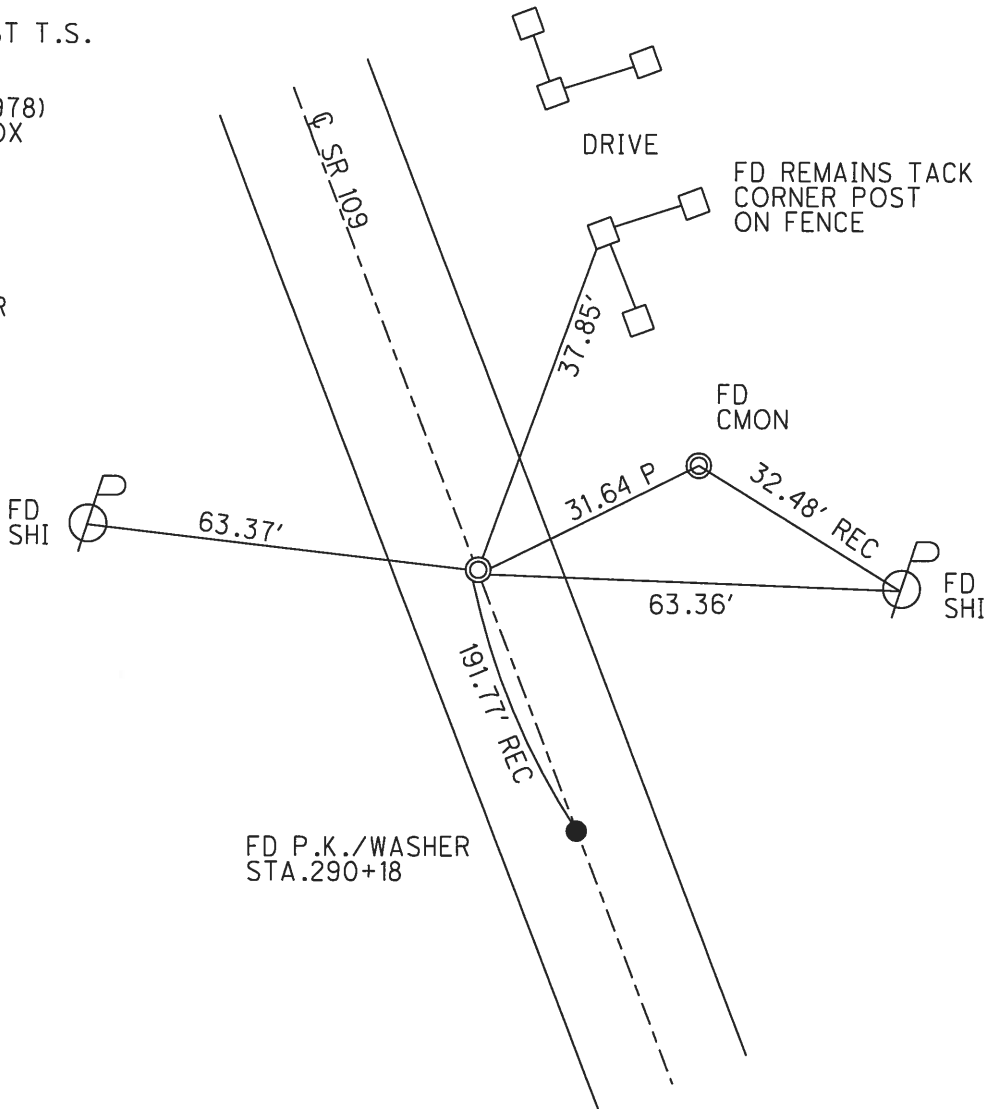 T.S.
978)
DRIVE
℄ SR 109
FD REMAINS TACK
CORNER POST
ON FENCE
37.85'
FD
CMON
31.64 P
32.48' REC
FD
SHI
63.37'
63.36'
FD
SHI
191.77' REC
FD P.K./WASHER
STA.290+18